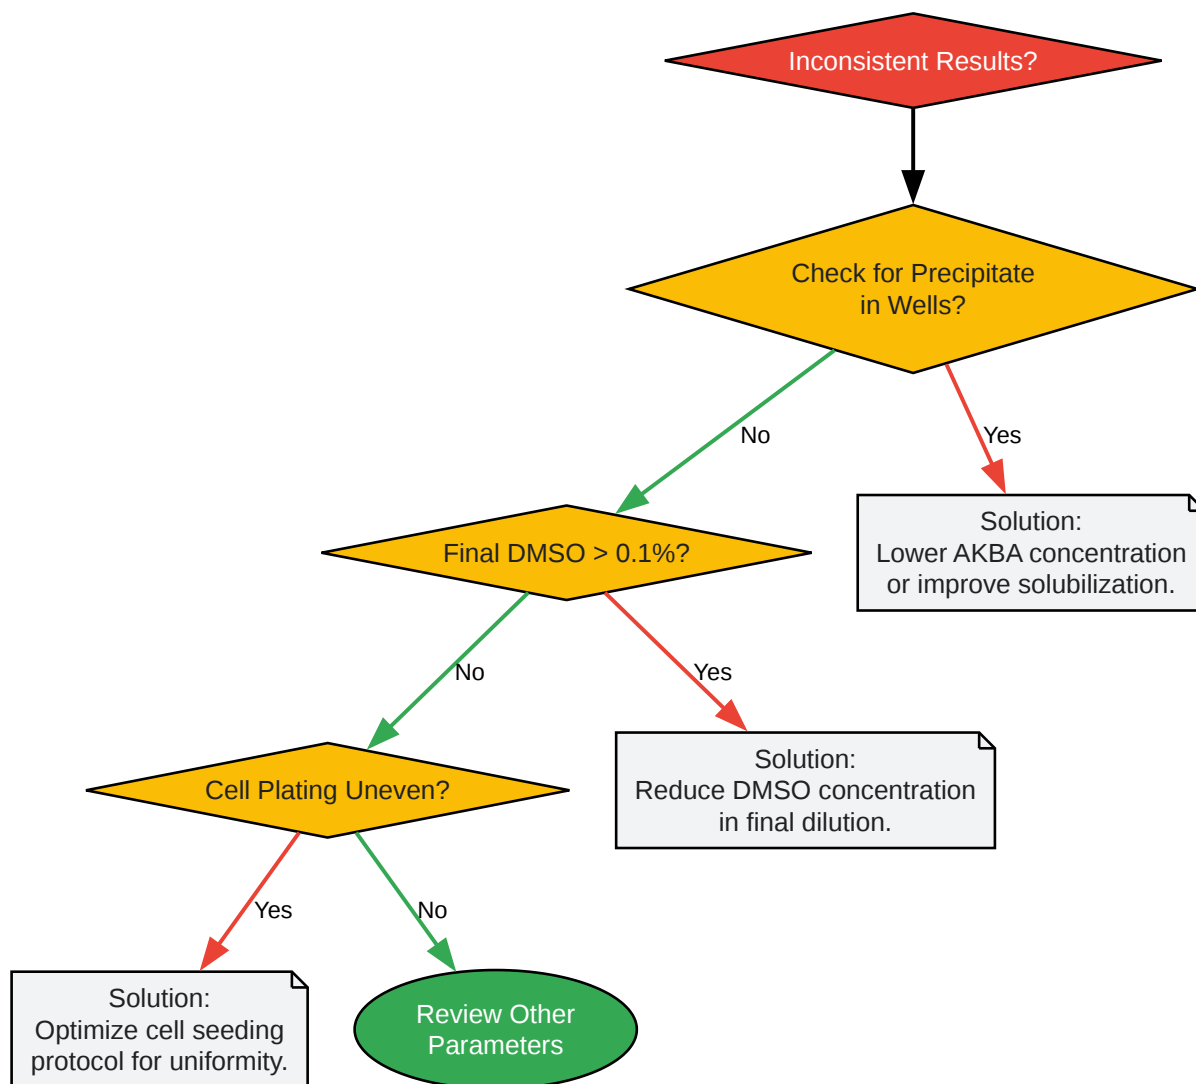 Inconsistent Results?
Check for Precipitate
in Wells?
No
Yes
Solution:
Lower AKBA concentration
or improve solubilization.
Final DMSO > 0.1%?
No
Yes
Solution:
Reduce DMSO concentration
in final dilution.
Cell Plating Uneven?
Yes
No
Solution:
Optimize cell seeding
protocol for uniformity.
Review Other
Parameters